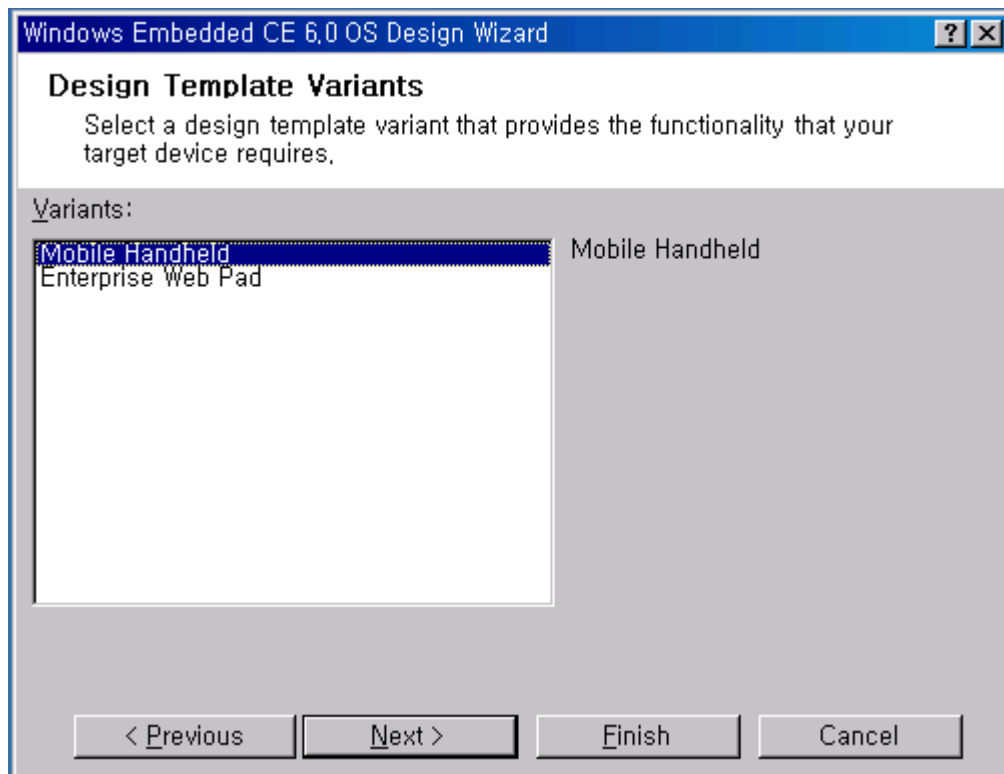 Windows Embedded CE 6,0 OS Design Wizard
Design Template Variants
Select a design template variant that provides the functionality that your
target device requires,
Variants:
Mobile Handheld
Mobile Handheld
Enterprise Web Pad
< Previous
Next >
Finish
Cancel